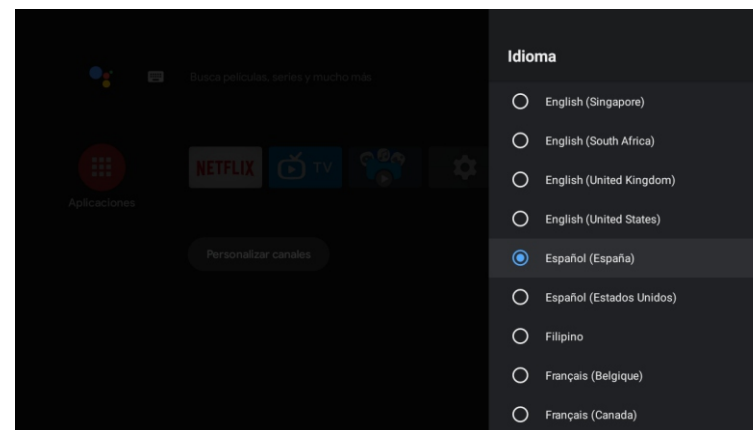 Idioma
English (Singapore)
English (South Africa)
English (United Kingdom)
English (United States)
Español (España)
Español (Estados Unidos)
Filipino
Français (Belgique)
Français (Canada)
Busca películas, series y mucho más
NETFLIX
TV
Aplicaciones
Personalizar canales